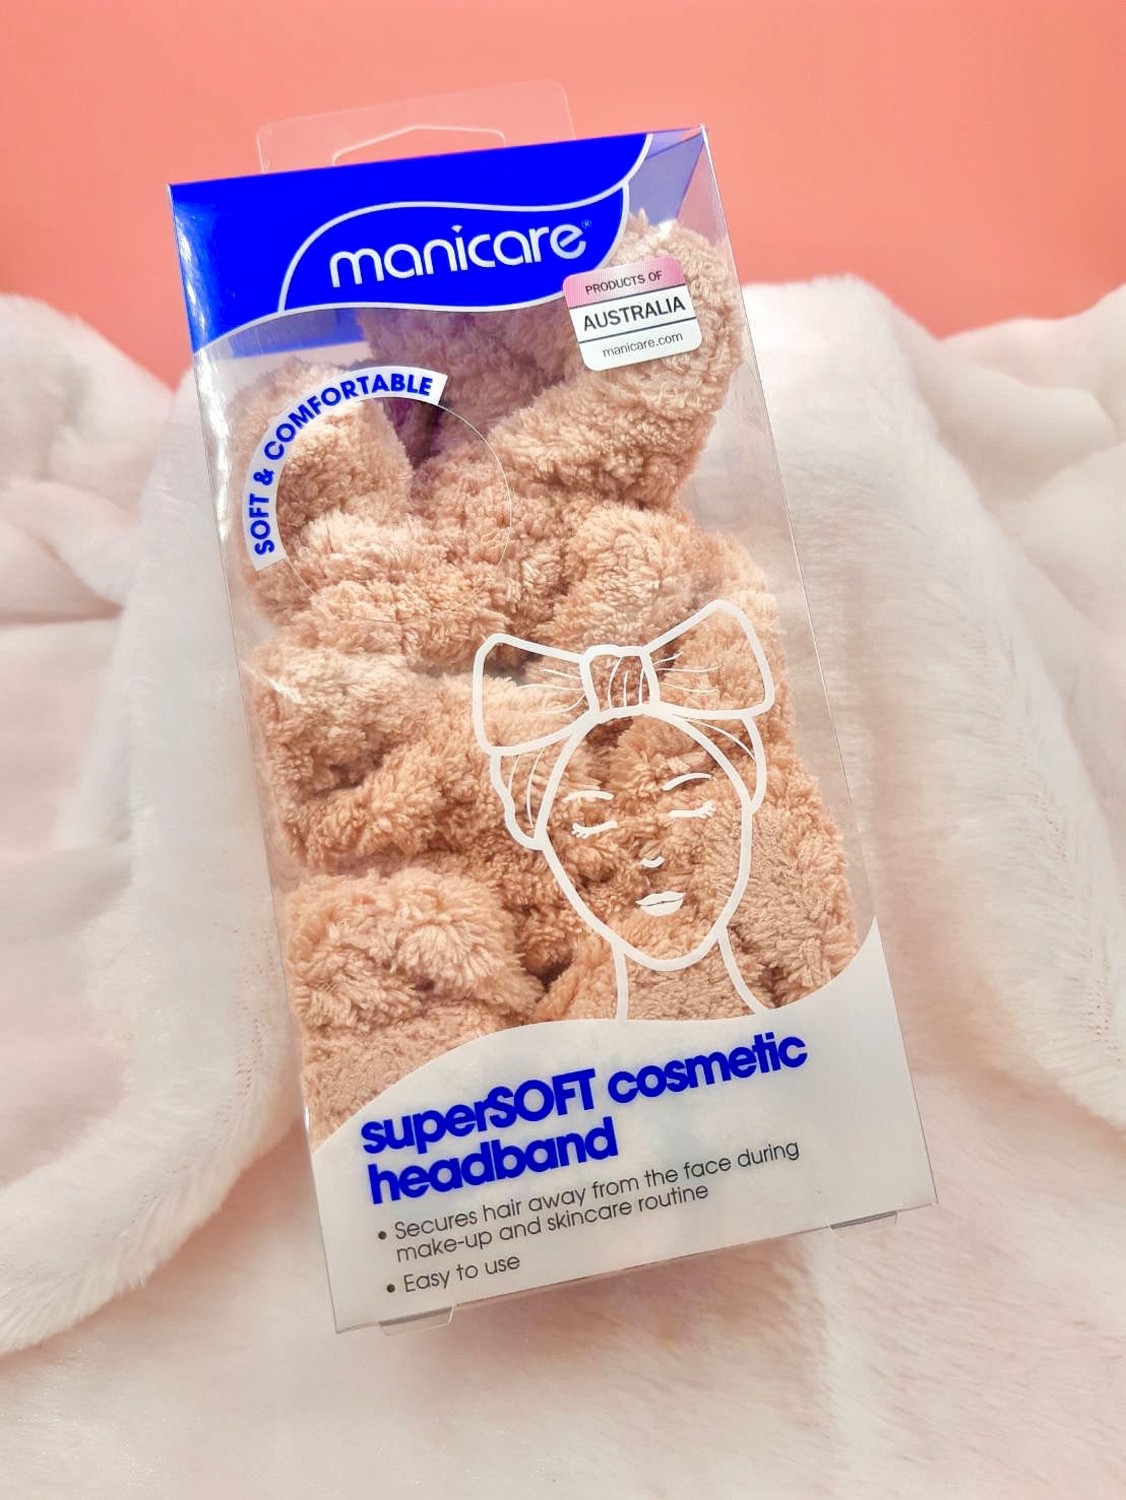 manicare®
PRODUCTS OF
AUSTRALIA
manicare.com
SOFT & COMFORTABLE
superSOFT cosmetic
headband
• Secures hair away from the face during
make-up and skincare routine
• Easy to use